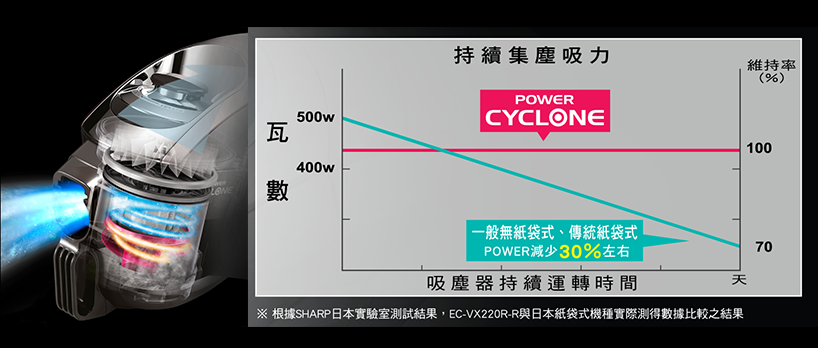 持續集塵吸力
維持率
(%)
POWER
CYCLONE
瓦數
500w
400w
100
70
一般無紙袋式、傳統紙袋式
POWER減少30%左右
吸塵器持續運轉時間
天
※ 根據SHARP日本實驗室測試結果，EC-VX220R-R與日本紙袋式機種實際測得數據比較之結果